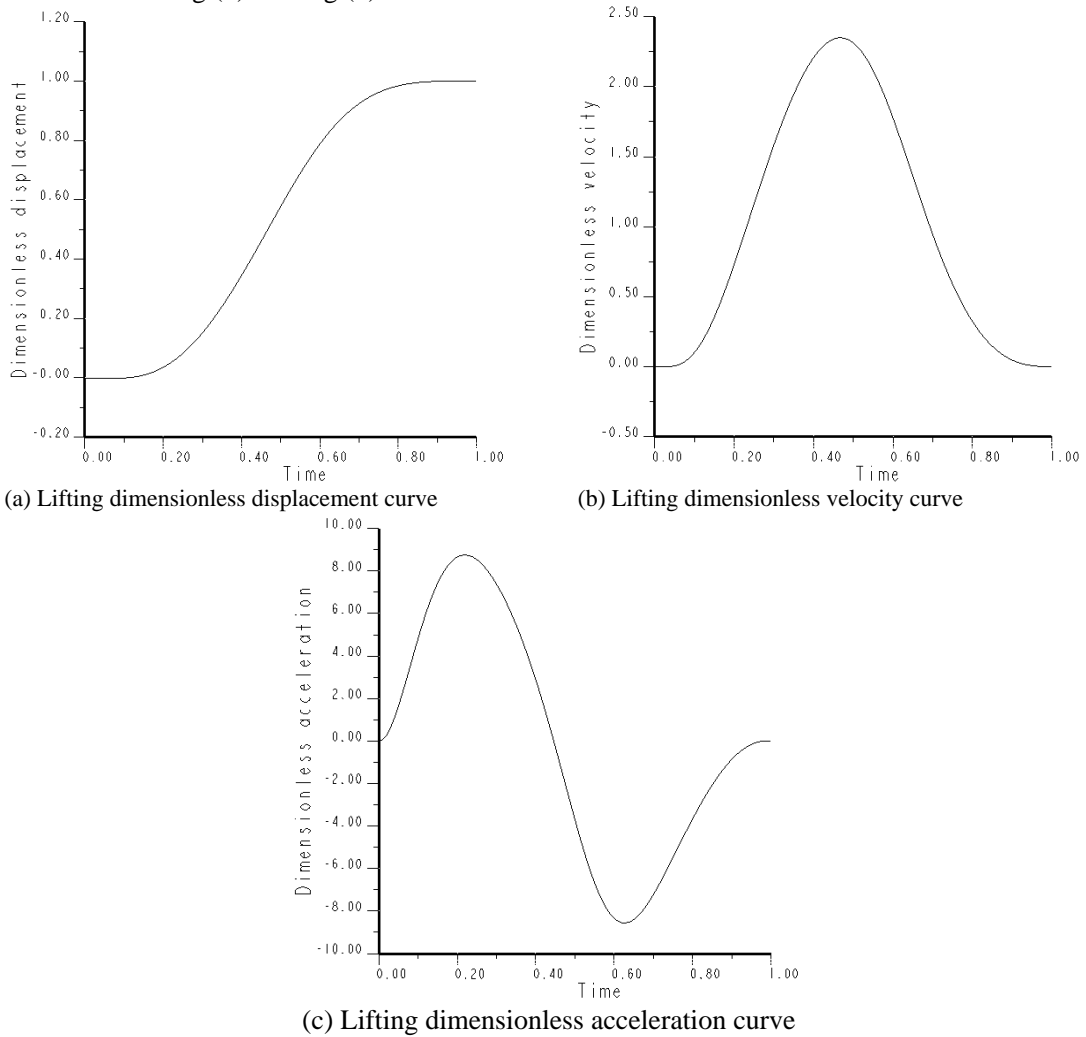 1.20
1.00
0.80
0.60
0.40
0.20
-0.00
-0.20
Dimensionless displacement
0.00 0.20 0.40 0.60 0.80 1.00
Time
(a) Lifting dimensionless displacement curve
2.50
2.00
1.50
1.00
0.50
0.00
-0.50
Dimensionless velocity
0.00 0.20 0.40 0.60 0.80 1.00
Time
(b) Lifting dimensionless velocity curve
10.00
8.00
6.00
4.00
2.00
0.00
-2.00
-4.00
-6.00
-8.00
-10.00
Dimensionless acceleration
0.00 0.20 0.40 0.60 0.80 1.00
Time
(c) Lifting dimensionless acceleration curve